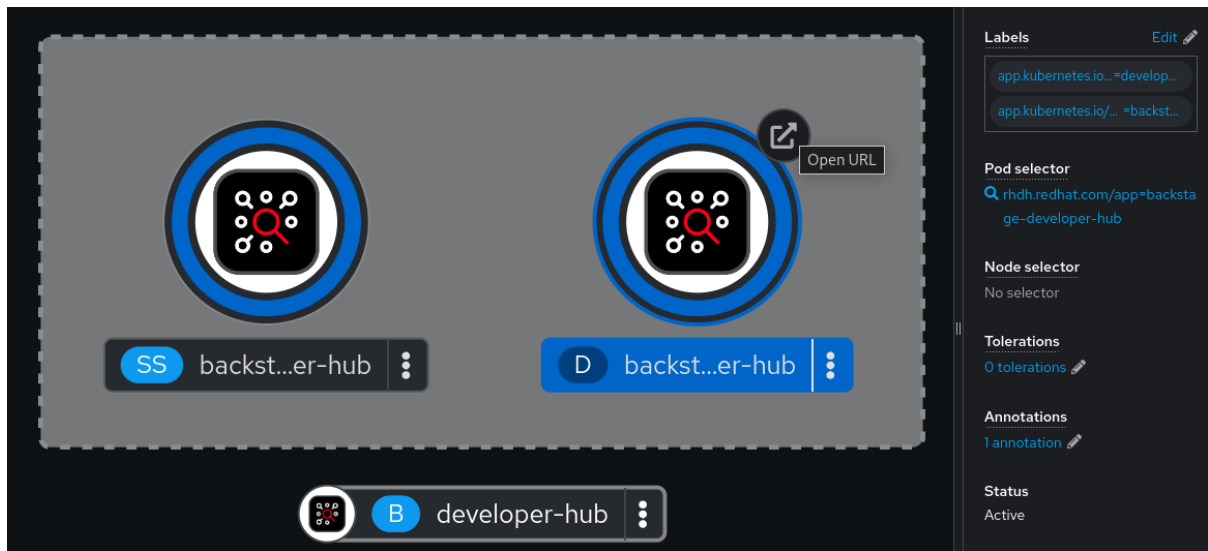 Open URL
SS backst...er-hub
D backst...er-hub
B developer-hub
Labels
Edit
app.kubernetes.io...=develop...
app.kubernetes.io/... =backst...
Pod selector
rhdh.redhat.com/app=backsta
ge-developer-hub
Node selector
No selector
Tolerations
0 tolerations
Annotations
1 annotation
Status
Active